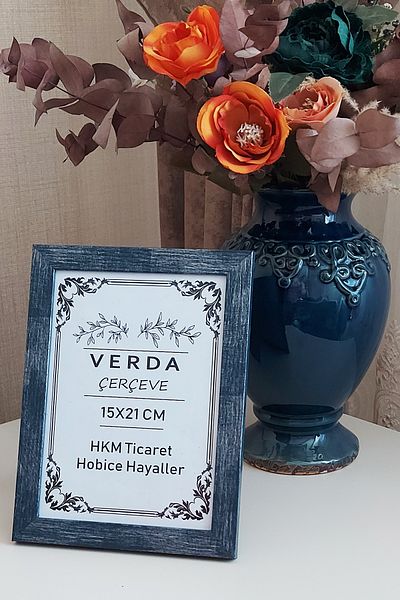 VERDA
ÇERÇEVE
15X21 CM
HKM Ticaret
Hobice Hayaller